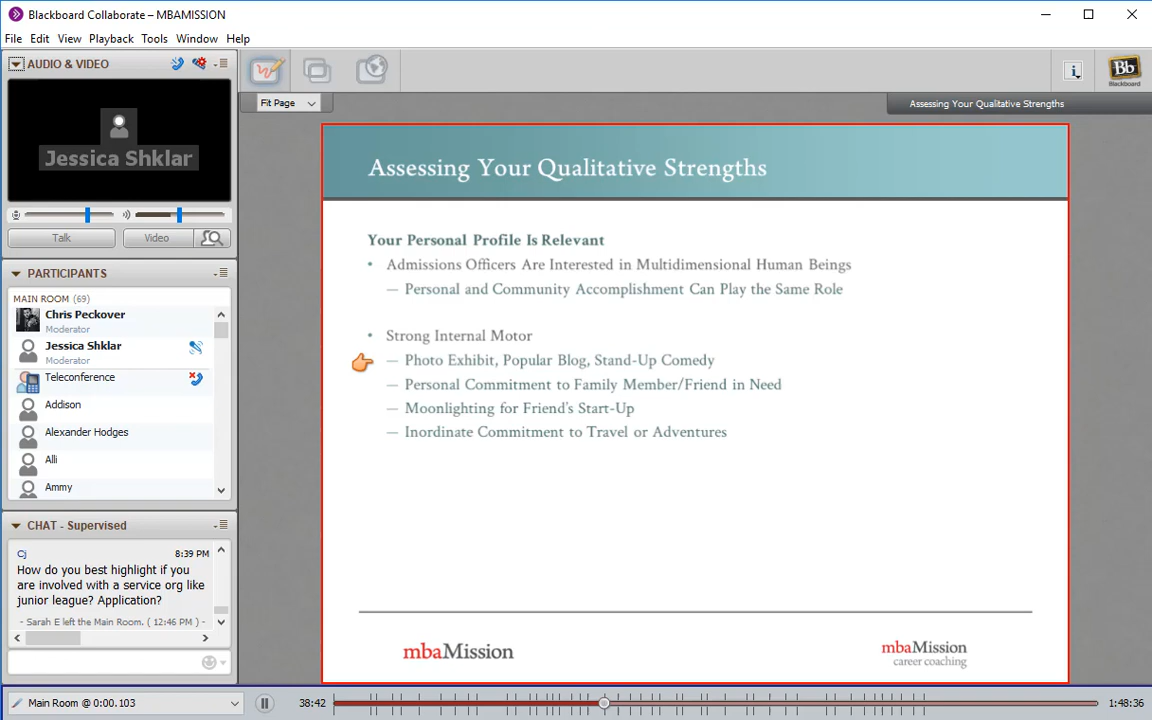 Blackboard Collaborate – MBAMISSION
File Edit View Playback Tools Window Help
AUDIO & VIDEO
Jessica Shklar
Talk
Video
PARTICIPANTS
MAIN ROOM (69)
Chris Peckover
Moderator
Jessica Shklar
Moderator
Teleconference
Addison
Alexander Hodges
Alli
Ammy
CHAT - Supervised
Cj 8:39 PM
How do you best highlight if you
are involved with a service org like
junior league? Application?
- Sarah E left the Main Room. ( 12:46 PM ) -
Main Room @ 0:00.103
Fit Page
i
Bb
Blackboard
Assessing Your Qualitative Strengths
Assessing Your Qualitative Strengths
Your Personal Profile Is Relevant
• Admissions Officers Are Interested in Multidimensional Human Beings
— Personal and Community Accomplishment Can Play the Same Role
• Strong Internal Motor
— Photo Exhibit, Popular Blog, Stand-Up Comedy
— Personal Commitment to Family Member/Friend in Need
— Moonlighting for Friend's Start-Up
— Inordinate Commitment to Travel or Adventures
mbaMission
mbaMission
career coaching
38:42
1:48:36